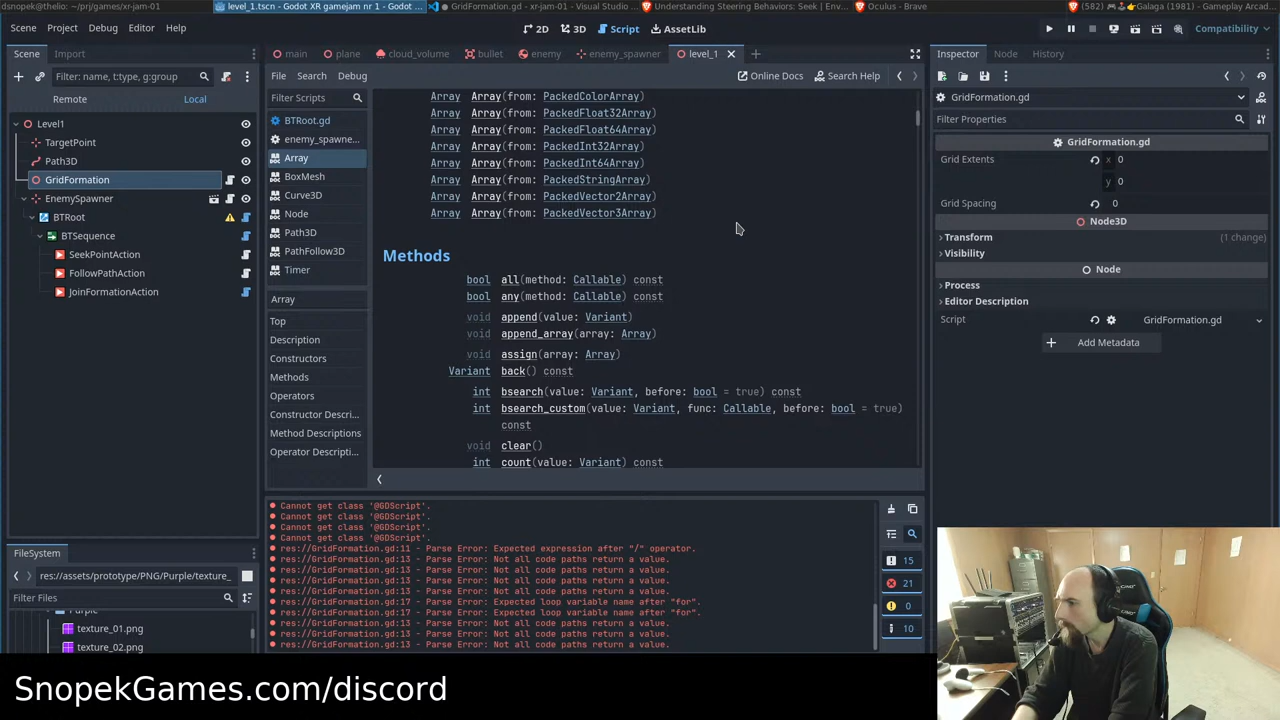 dsnopek@thelio: ~/prj/games/xr-jam-01
level_1.tscn - Godot XR gamejam nr 1 - Godot ...
● GridFormation.gd - xr-jam-01 - Visual Studio ...
Understanding Steering Behaviors: Seek | Env...
Oculus - Brave
Galaga (1981) - Gameplay Arcad...
Scene Project Debug Editor Help
2D 3D Script AssetLib
Compatibility
Scene Import
main plane cloud_volume bullet enemy enemy_spawner level_1
Inspector Node History
Filter: name, t:type, g:group
Remote Local
File Search Debug
Online Docs Search Help
GridFormation.gd
Filter Properties
Level1
TargetPoint
Path3D
GridFormation
EnemySpawner
BTRoot
BTSequence
SeekPointAction
FollowPathAction
JoinFormationAction
Filter Scripts
BTRoot.gd
enemy_spawne...
Array
BoxMesh
Curve3D
Node
Path3D
PathFollow3D
Timer
Array
Top
Description
Constructors
Methods
Operators
Constructor Descri...
Method Descriptions
Operator Descripti...
Array Array(from: PackedColorArray)
Array Array(from: PackedFloat32Array)
Array Array(from: PackedFloat64Array)
Array Array(from: PackedInt32Array)
Array Array(from: PackedInt64Array)
Array Array(from: PackedStringArray)
Array Array(from: PackedVector2Array)
Array Array(from: PackedVector3Array)
Methods
bool all(method: Callable) const
bool any(method: Callable) const
void append(value: Variant)
void append_array(array: Array)
void assign(array: Array)
Variant back() const
int bsearch(value: Variant, before: bool = true) const
int bsearch_custom(value: Variant, func: Callable, before: bool = true)
const
void clear()
int count(value: Variant) const
GridFormation.gd
Grid Extents x 0
y 0
Grid Spacing 0
Node3D
Transform (1 change)
Visibility
Node
Process
Editor Description
Script GridFormation.gd
Add Metadata
Cannot get class '@GDScript'.
Cannot get class '@GDScript'.
Cannot get class '@GDScript'.
Cannot get class '@GDScript'.
res://GridFormation.gd:11 - Parse Error: Expected expression after "/" operator.
res://GridFormation.gd:13 - Parse Error: Not all code paths return a value.
res://GridFormation.gd:13 - Parse Error: Not all code paths return a value.
res://GridFormation.gd:13 - Parse Error: Not all code paths return a value.
res://GridFormation.gd:13 - Parse Error: Not all code paths return a value.
res://GridFormation.gd:17 - Parse Error: Expected loop variable name after "for".
res://GridFormation.gd:17 - Parse Error: Expected loop variable name after "for".
res://GridFormation.gd:13 - Parse Error: Not all code paths return a value.
res://GridFormation.gd:13 - Parse Error: Not all code paths return a value.
res://GridFormation.gd:13 - Parse Error: Not all code paths return a value.
15
21
0
10
FileSystem
res://assets/prototype/PNG/Purple/texture_
Filter Files
Purple
texture_01.png
texture_02.png
SnopekGames.com/discord